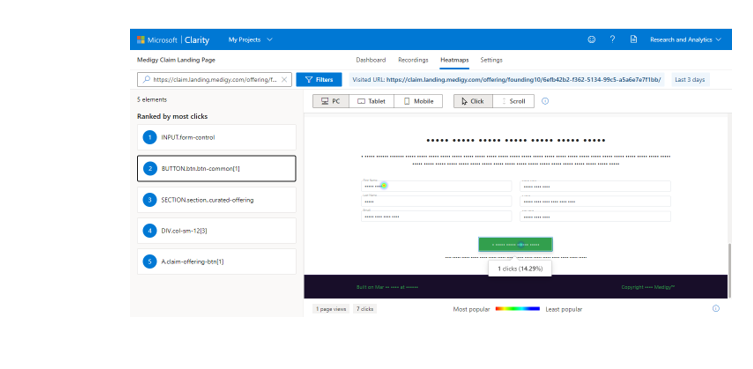 Microsoft | Clarity My Projects Research and Analytics
Medigy Claim Landing Page Dashboard Recordings Heatmaps Settings
https://claim.landing.medigy.com/offering/f... Filters Visited URL: https://claim.landing.medigy.com/offering/founding10/6efb42b2-f362-5134-99c5-a5a6e7e7f1bb/ Last 3 days
5 elements PC Tablet Mobile Click Scroll
Ranked by most clicks
1 INPUT.form-control
2 BUTTON.btn.btn-common[1]
3 SECTION.section.curated-offering
4 DIV.col-sm-12[3]
5 A.claim-offering-btn[1]
1 clicks (14.29%)
Built on Mar •• •••• at ••••••
Copyright •••• Medigy™
1 page views 7 clicks Most popular Least popular